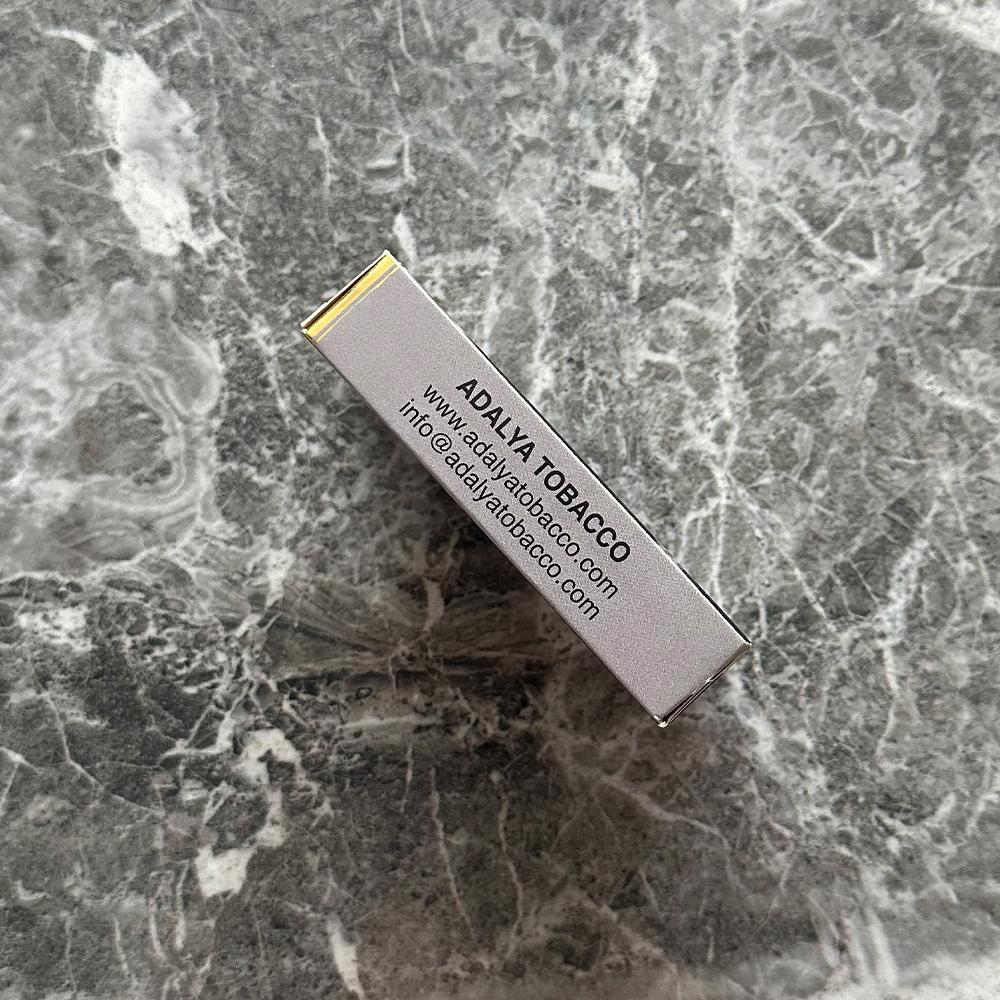 ADALYA TOBACCO
www.adalyatobacco.com
info@adalyatobacco.com